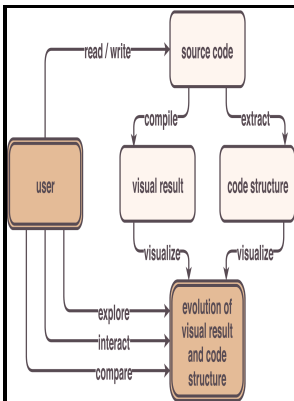 read / write
source code
compile
extract
user
visual result
code structure
visualize
visualize
explore
interact
compare
evolution of
visual result
and code
structure